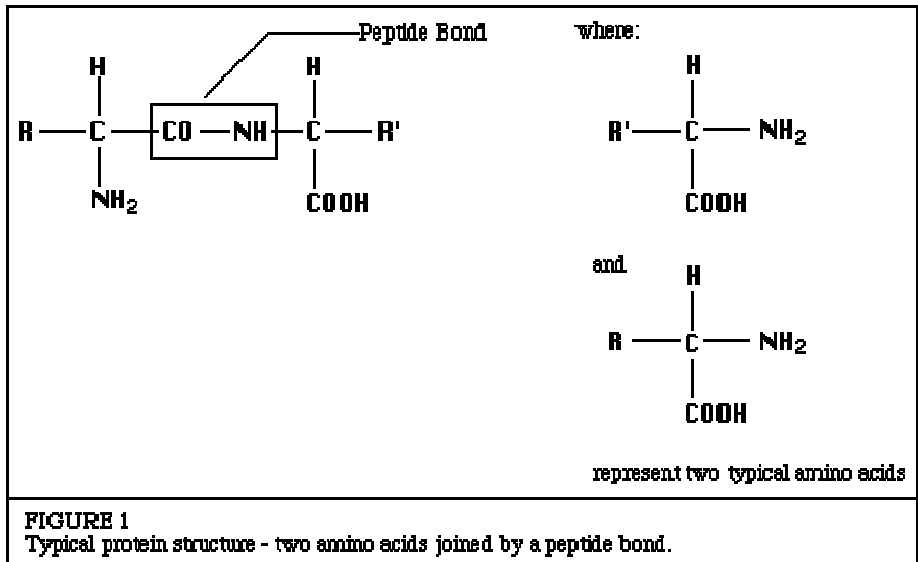 Peptide Bond
where:
H
H
R C CO NH C R'
NH₂
COOH
H
R' C NH₂
COOH
and
H
R C NH₂
COOH
represent two typical amino acids
FIGURE 1
Typical protein structure - two amino acids joined by a peptide bond.